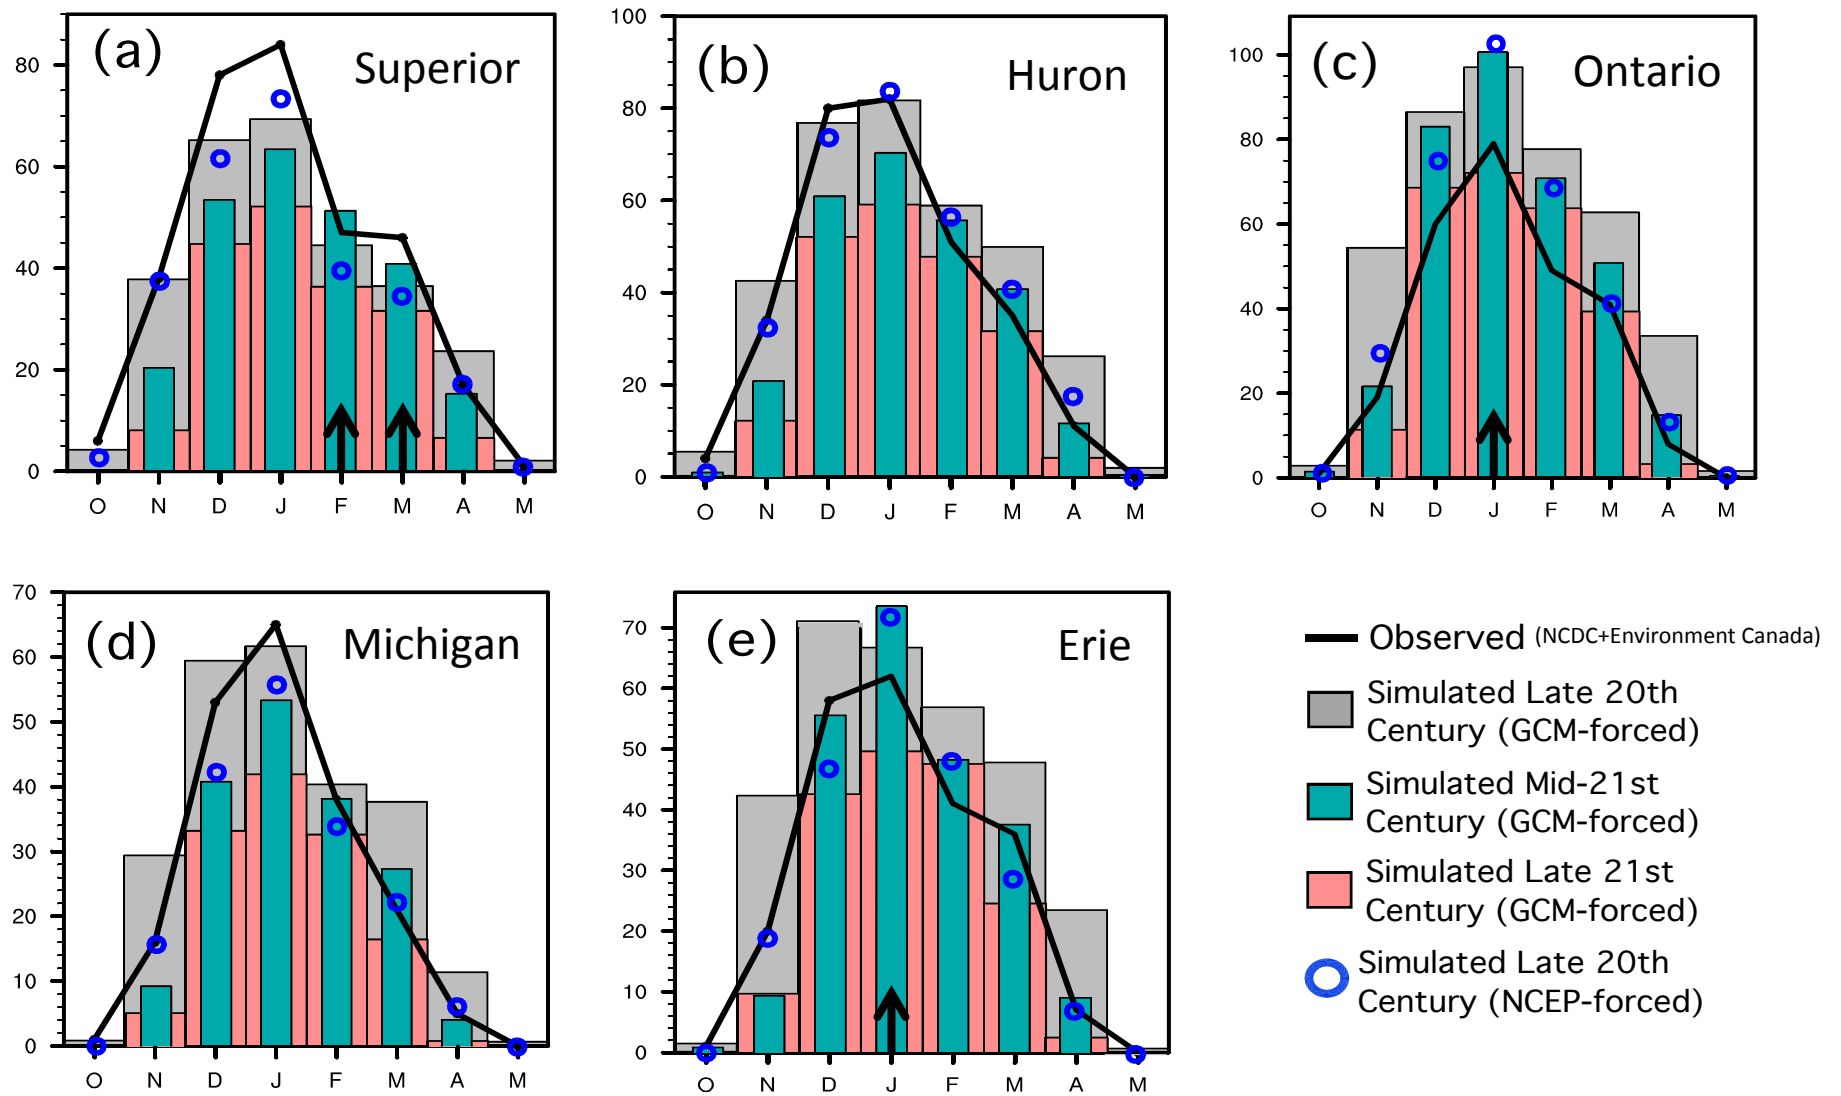 (a) Superior
80
60
40
20
0
O N D J F M A M
(b) Huron
100
80
60
40
20
0
O N D J F M A M
(c) Ontario
100
80
60
40
20
0
O N D J F M A M
(d) Michigan
70
60
50
40
30
20
10
0
O N D J F M A M
(e) Erie
70
60
50
40
30
20
10
0
O N D J F M A M
Observed (NCDC+Environment Canada)
Simulated Late 20th
Century (GCM-forced)
Simulated Mid-21st
Century (GCM-forced)
Simulated Late 21st
Century (GCM-forced)
Simulated Late 20th
Century (NCEP-forced)